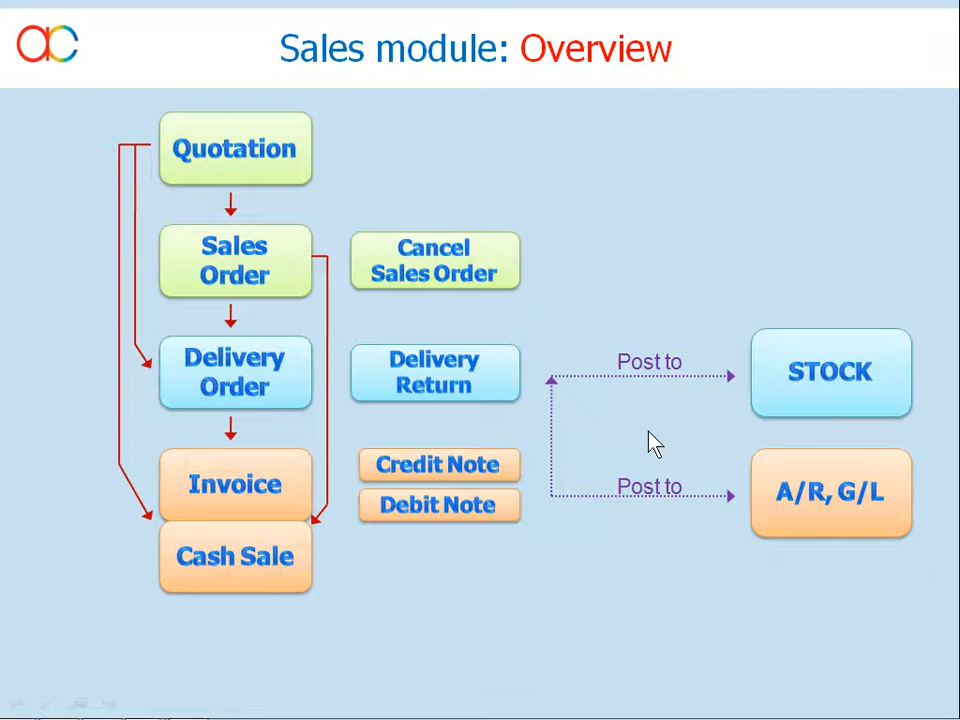 ac
Sales module: Overview
Quotation
Sales
Order
Cancel
Sales Order
Delivery
Order
Delivery
Return
Post to
STOCK
Invoice
Credit Note
Debit Note
Post to
A/R, G/L
Cash Sale